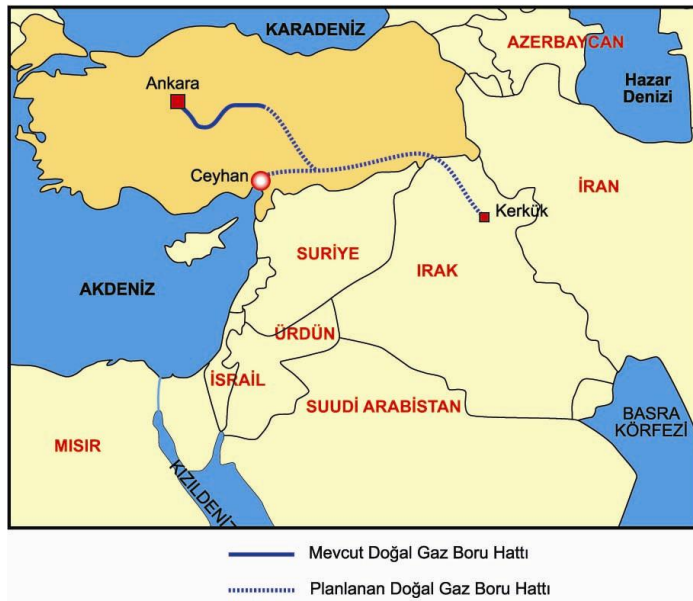 KARADENİZ
AZERBAYCAN
Hazar
Denizi
Ankara
Ceyhan
Kerkük
İRAN
SURİYE
IRAK
AKDENİZ
ÜRDÜN
İSRAİL
SUUDİ ARABİSTAN
BASRA
KÖRFEZİ
MISIR
KIZILDENİZ
Mevcut Doğal Gaz Boru Hattı
Planlanan Doğal Gaz Boru Hattı